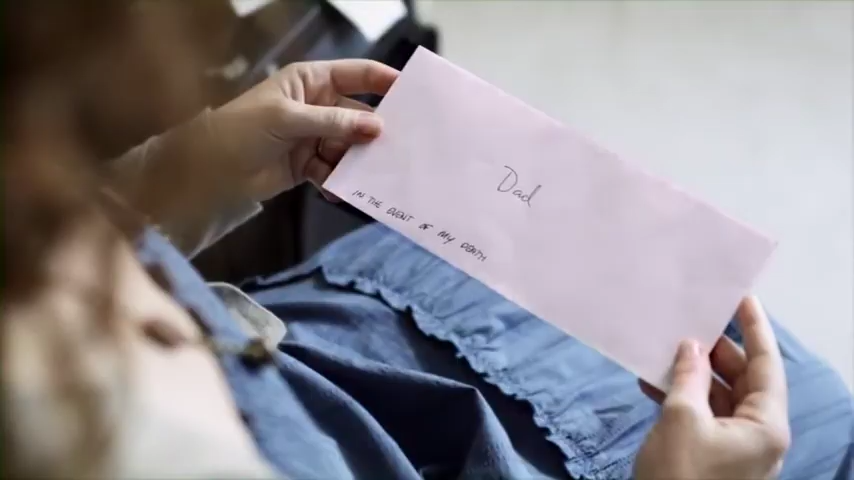 Dad
IN THE EVENT OF MY DEATH